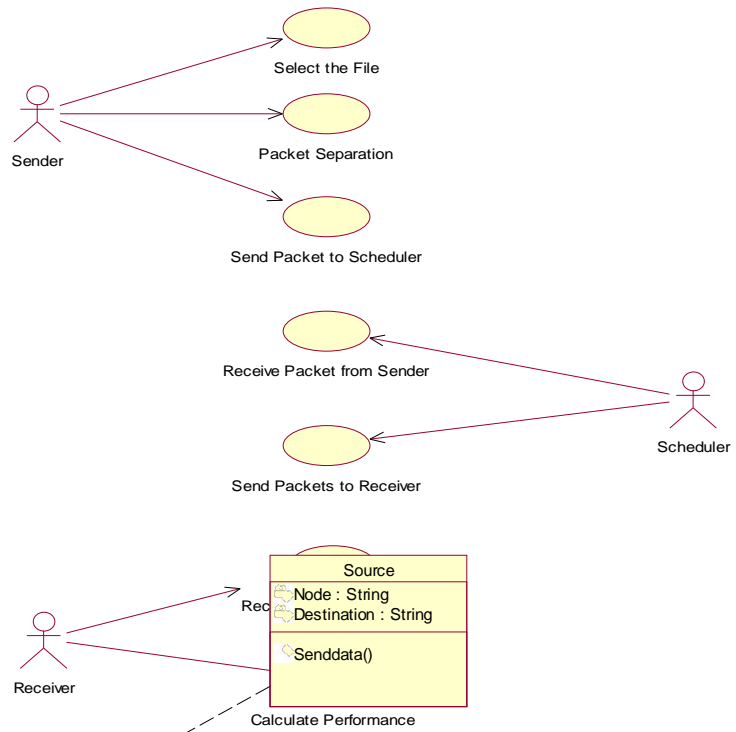 Select the File
Packet Separation
Sender
Send Packet to Scheduler
Receive Packet from Sender
Scheduler
Send Packets to Receiver
Source
Node : String
Destination : String
Senddata()
Receiver
Calculate Performance